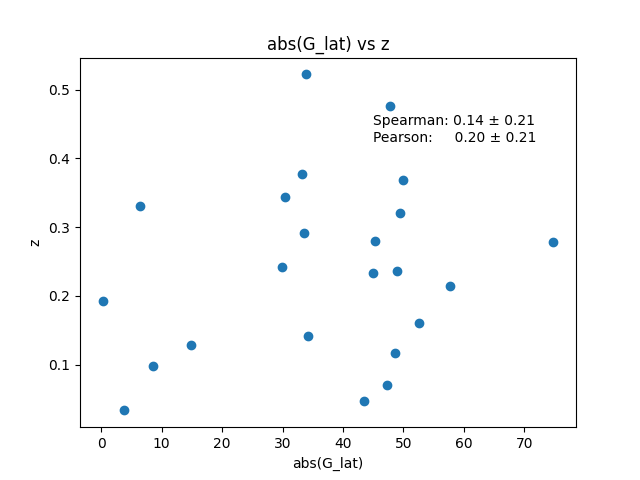 abs(G_lat) vs z
0.5
0.4
0.3
0.2
0.1
z
Spearman: 0.14 ± 0.21
Pearson: 0.20 ± 0.21
0 10 20 30 40 50 60 70
abs(G_lat)